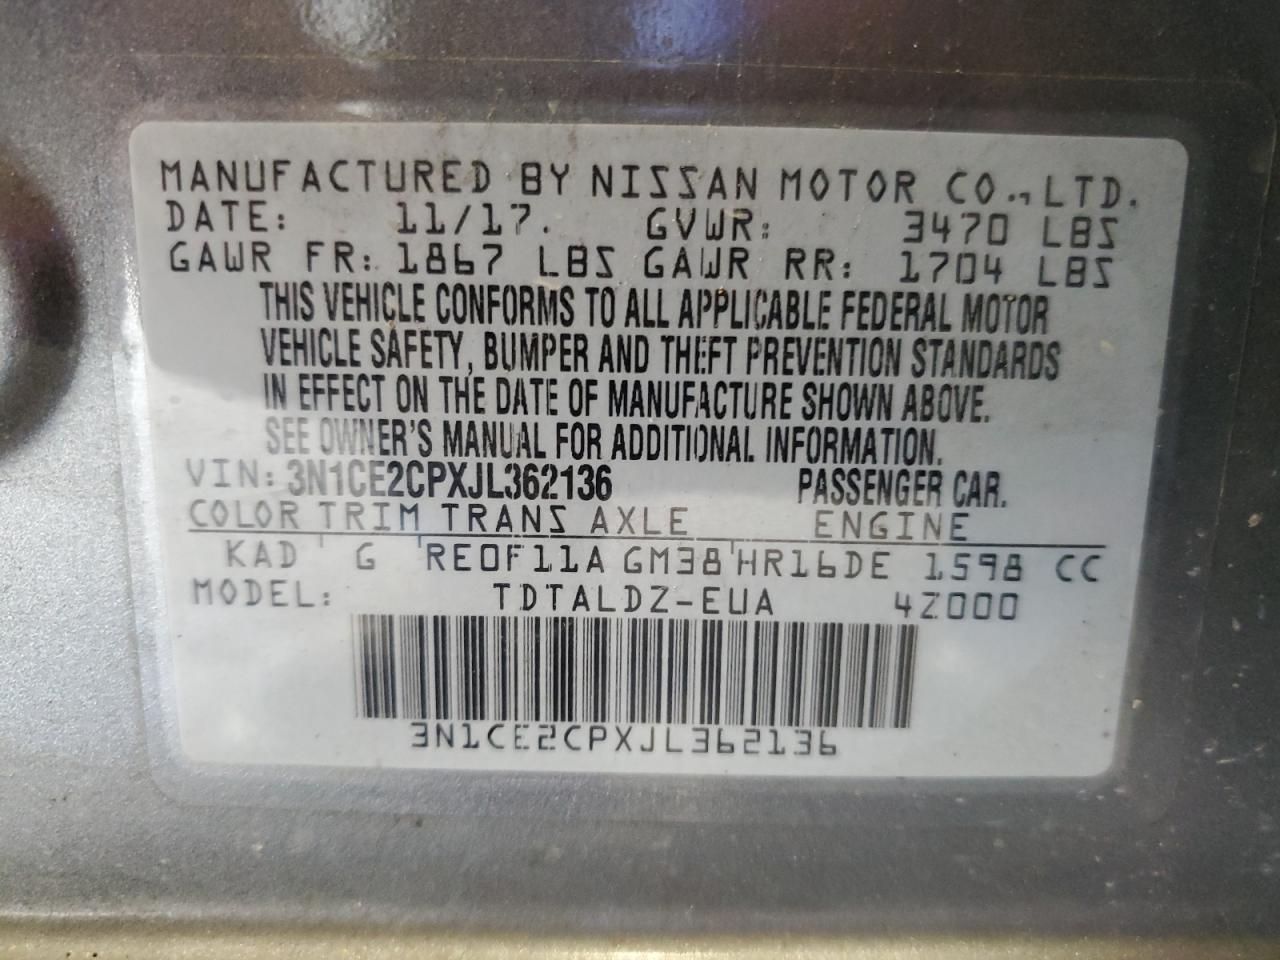 MANUFACTURED BY NISSAN MOTOR CO., LTD.
DATE: 11/17. GVWR: 3470 LBS
GAWR FR: 1867 LBS GAWR RR: 1704 LBS
THIS VEHICLE CONFORMS TO ALL APPLICABLE FEDERAL MOTOR
VEHICLE SAFETY, BUMPER AND THEFT PREVENTION STANDARDS
IN EFFECT ON THE DATE OF MANUFACTURE SHOWN ABOVE.
SEE OWNER'S MANUAL FOR ADDITIONAL INFORMATION.
VIN: 3N1CE2CPXJL362136 PASSENGER CAR.
COLOR TRIM TRANS AXLE ENGINE
KAD G RE0F11A GM38 HR16DE 1598 CC
MODEL: TDTALDZ-EUA 4Z000
3N1CE2CPXJL362136